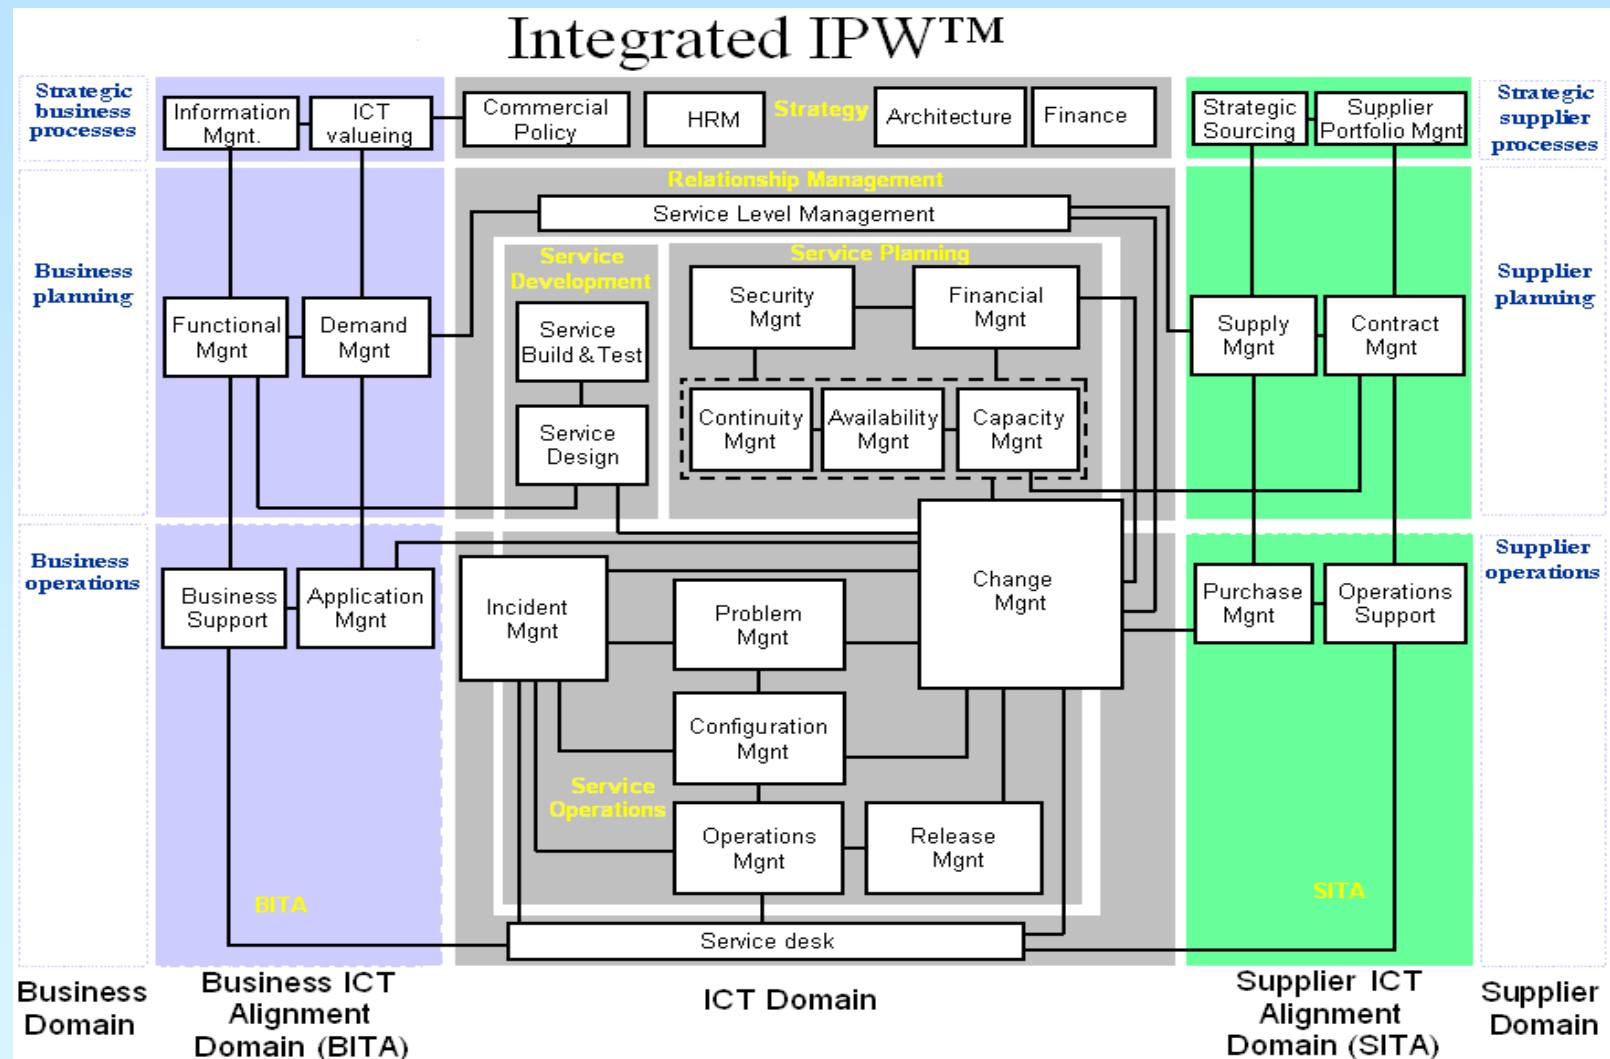 Integrated IPW™
Strategic
business
processes
Information
Mgnt.
ICT
valueing
Commercial
Policy
HRM
Strategy
Architecture
Finance
Strategic
Sourcing
Supplier
Portfolio Mgnt
Strategic
supplier
processes
Relationship Management
Service Level Management
Business
planning
Functional
Mgnt
Demand
Mgnt
Service
Development
Service
Build & Test
Service
Design
Service Planning
Security
Mgnt
Financial
Mgnt
Continuity
Mgnt
Availability
Mgnt
Capacity
Mgnt
Supply
Mgnt
Contract
Mgnt
Supplier
planning
Business
operations
Business
Support
Application
Mgnt
Incident
Mgnt
Problem
Mgnt
Change
Mgnt
Configuration
Mgnt
Service
Operations
Operations
Mgnt
Release
Mgnt
Purchase
Mgnt
Operations
Support
Supplier
operations
BITA
SITA
Service desk
Business
Domain
Business ICT
Alignment
Domain (BITA)
ICT Domain
Supplier ICT
Alignment
Domain (SITA)
Supplier
Domain